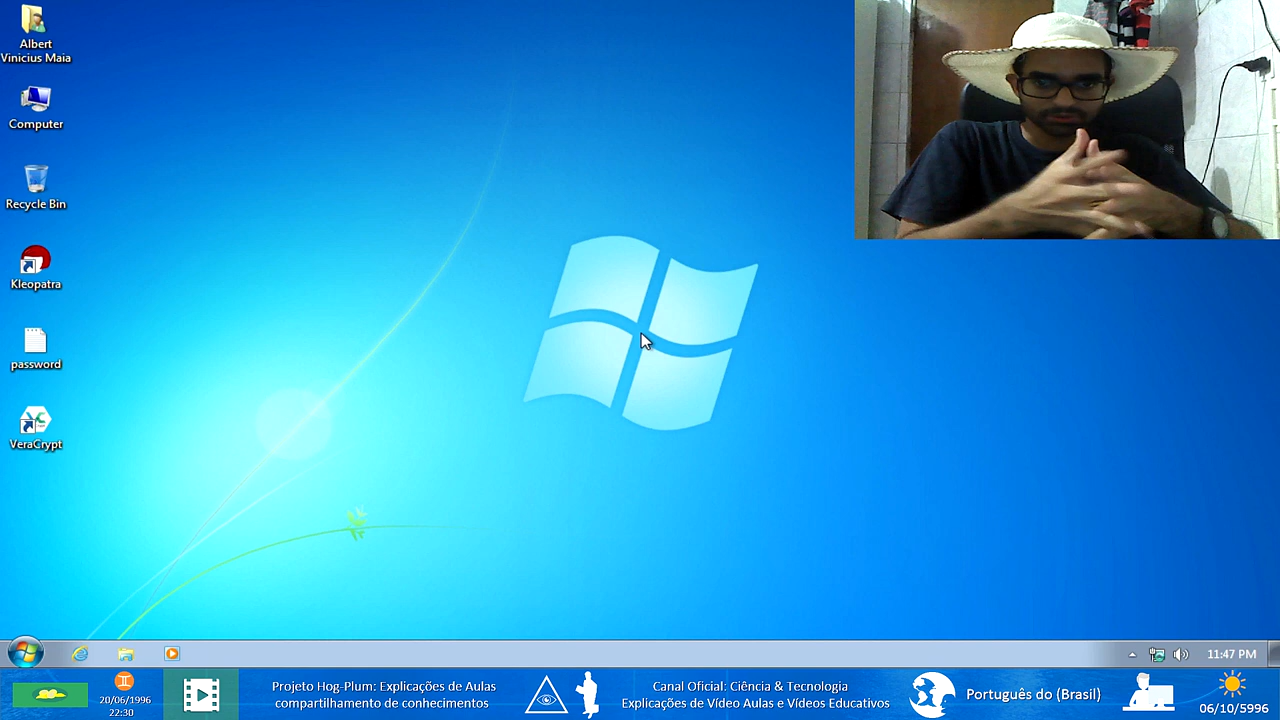 Albert
Vinicius Maia
Computer
Recycle Bin
Kleopatra
password
VeraCrypt
11:47 PM
20/06/1996
22:30
Projeto Hog-Plum: Explicações de Aulas
compartilhamento de conhecimentos
Canal Oficial: Ciência & Tecnologia
Explicações de Vídeo Aulas e Vídeos Educativos
Português do (Brasil)
06/10/5996